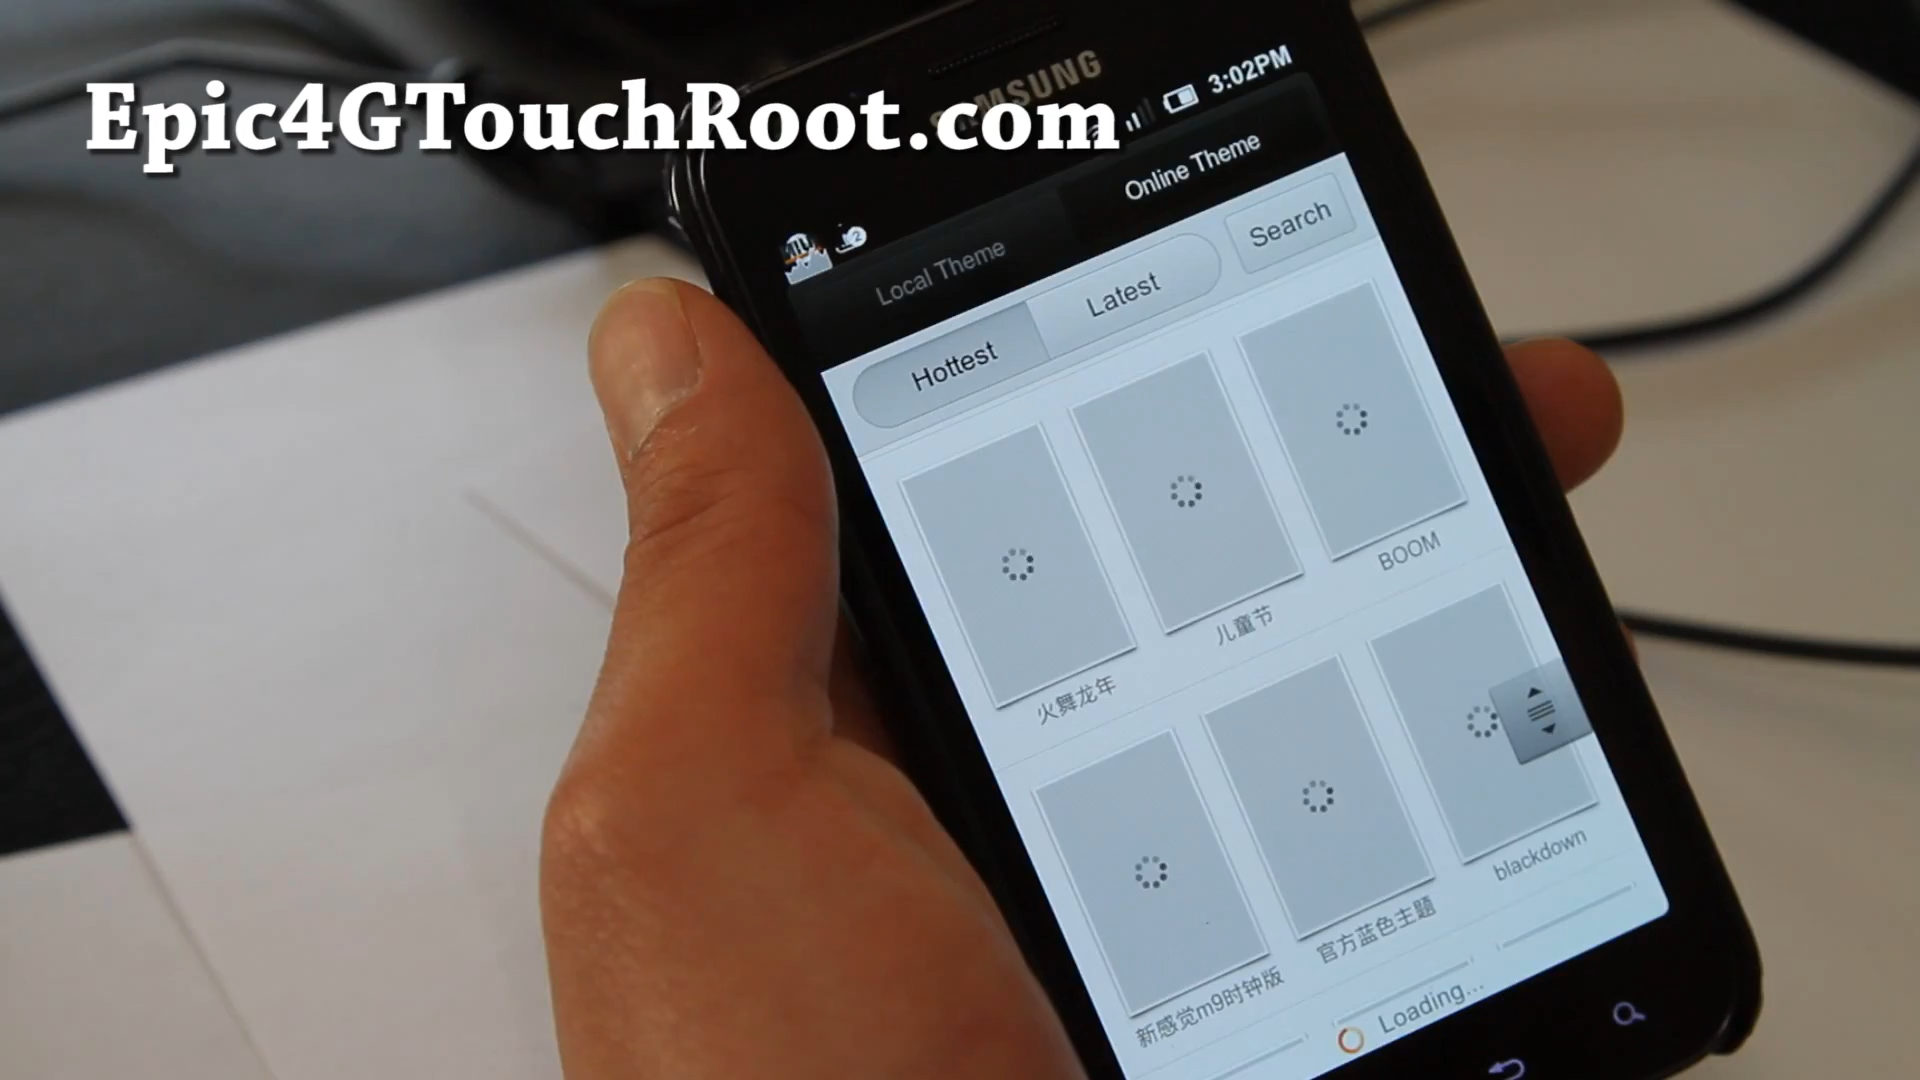 Epic4GTouchRoot.com
SAMSUNG
3:02PM
2
Local Theme
Online Theme
Hottest
Latest
Search
火舞龙年
儿童节
BOOM
新感觉m9时钟版
官方蓝色主题
blackdown
Loading...